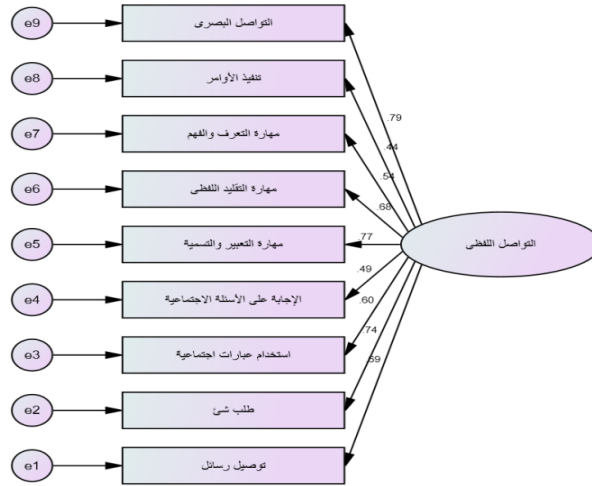 e9
التواصل البصرى
e8
تنفيذ الأوامر
e7
مهارة التعرف والفهم
e6
مهارة التقليد اللفظى
e5
مهارة التعبير والتسمية
e4
الإجابة على الأسئلة الاجتماعية
e3
استخدام عبارات اجتماعية
e2
طلب شئ
e1
توصيل رسائل
.79
.44
.54
.68
.77
.49
.60
.74
التواصل اللفظى